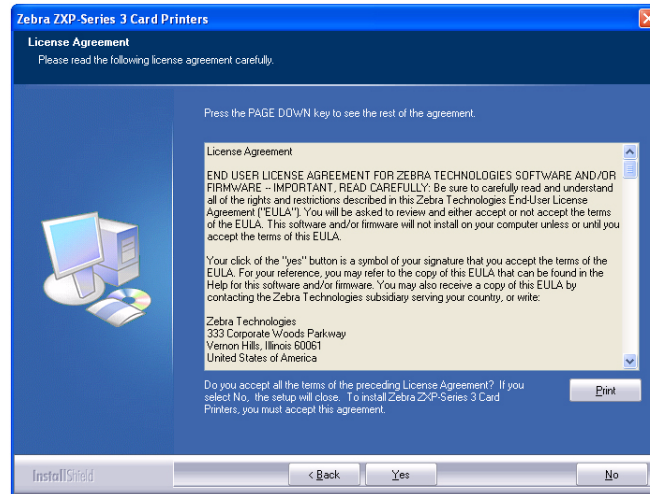 Zebra ZXP-Series 3 Card Printers
License Agreement
Please read the following license agreement carefully.
Press the PAGE DOWN key to see the rest of the agreement.
License Agreement
END USER LICENSE AGREEMENT FOR ZEBRA TECHNOLOGIES SOFTWARE AND/OR
FIRMWARE -- IMPORTANT, READ CAREFULLY: Be sure to carefully read and understand
all of the rights and restrictions described in this Zebra Technologies End-User License
Agreement ("EULA"). You will be asked to review and either accept or not accept the terms
of the EULA. This software and/or firmware will not install on your computer unless or until you
accept the terms of this EULA.
Your click of the "yes" button is a symbol of your signature that you accept the terms of the
EULA. For your reference, you may refer to the copy of this EULA that can be found in the
Help for this software and/or firmware. You may also receive a copy of this EULA by
contacting the Zebra Technologies subsidiary serving your country, or write:
Zebra Technologies
333 Corporate Woods Parkway
Vernon Hills, Illinois 60061
United States of America
Do you accept all the terms of the preceding License Agreement? If you
select No, the setup will close. To install Zebra ZXP-Series 3 Card
Printers, you must accept this agreement.
Print
InstallShield
< Back
Yes
No